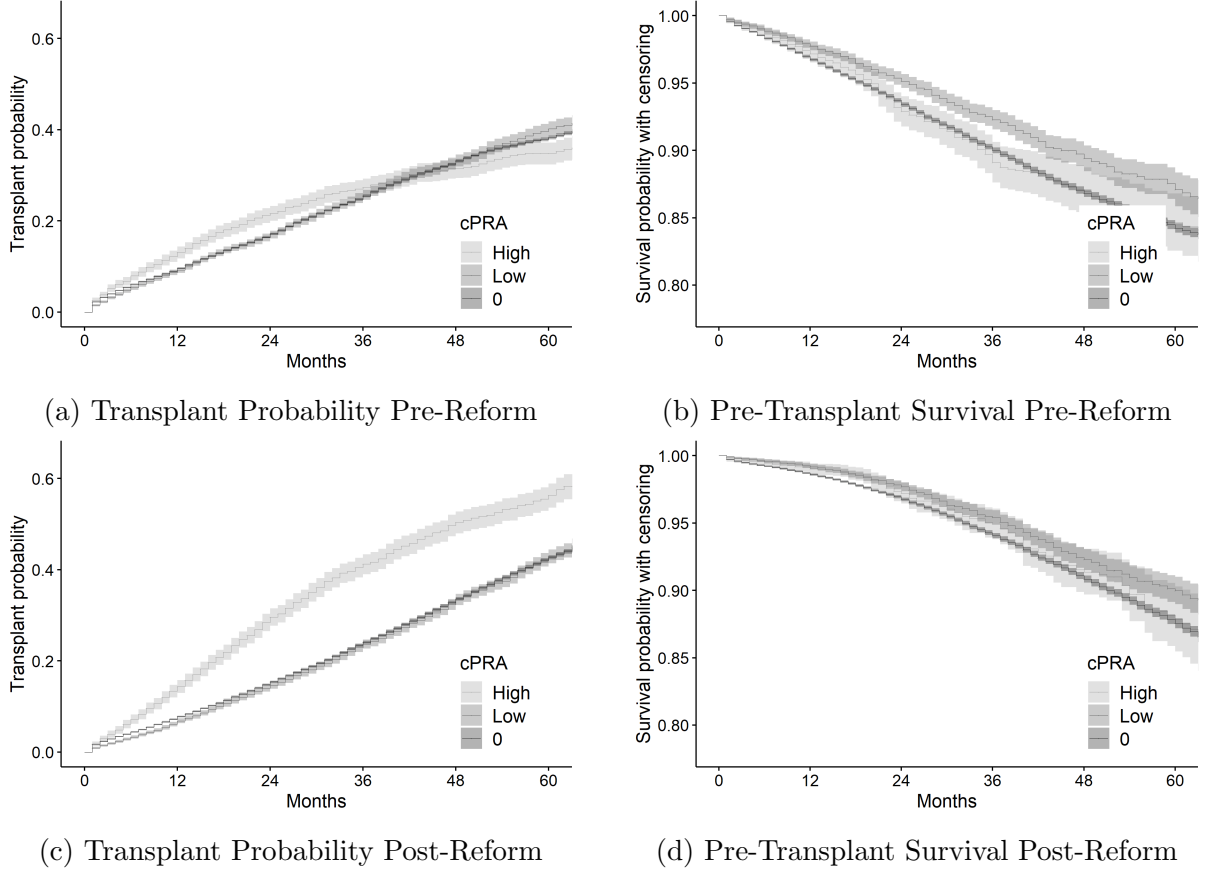 Transplant probability
0.6
0.4
0.2
0.0
0 12 24 36 48 60
Months
cPRA
High
Low
0
(a) Transplant Probability Pre-Reform
Survival probability with censoring
1.00
0.95
0.90
0.85
0.80
0 12 24 36 48 60
Months
cPRA
High
Low
0
(b) Pre-Transplant Survival Pre-Reform
Transplant probability
0.6
0.4
0.2
0.0
0 12 24 36 48 60
Months
cPRA
High
Low
0
(c) Transplant Probability Post-Reform
Survival probability with censoring
1.00
0.95
0.90
0.85
0.80
0 12 24 36 48 60
Months
cPRA
High
Low
0
(d) Pre-Transplant Survival Post-Reform